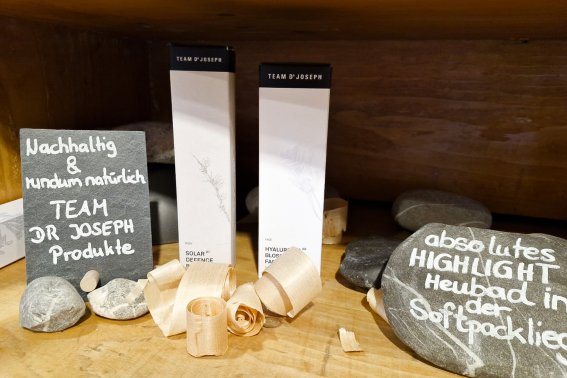 Nachhaltig
&
rundum natürlich
TEAM
DR JOSEPH
Produkte
TEAM Dʳ JOSEPH
SOLAR
DEFENCE
TEAM Dʳ JOSEPH
FACE
absolutes
HIGHLIGHT
Heubad in
der